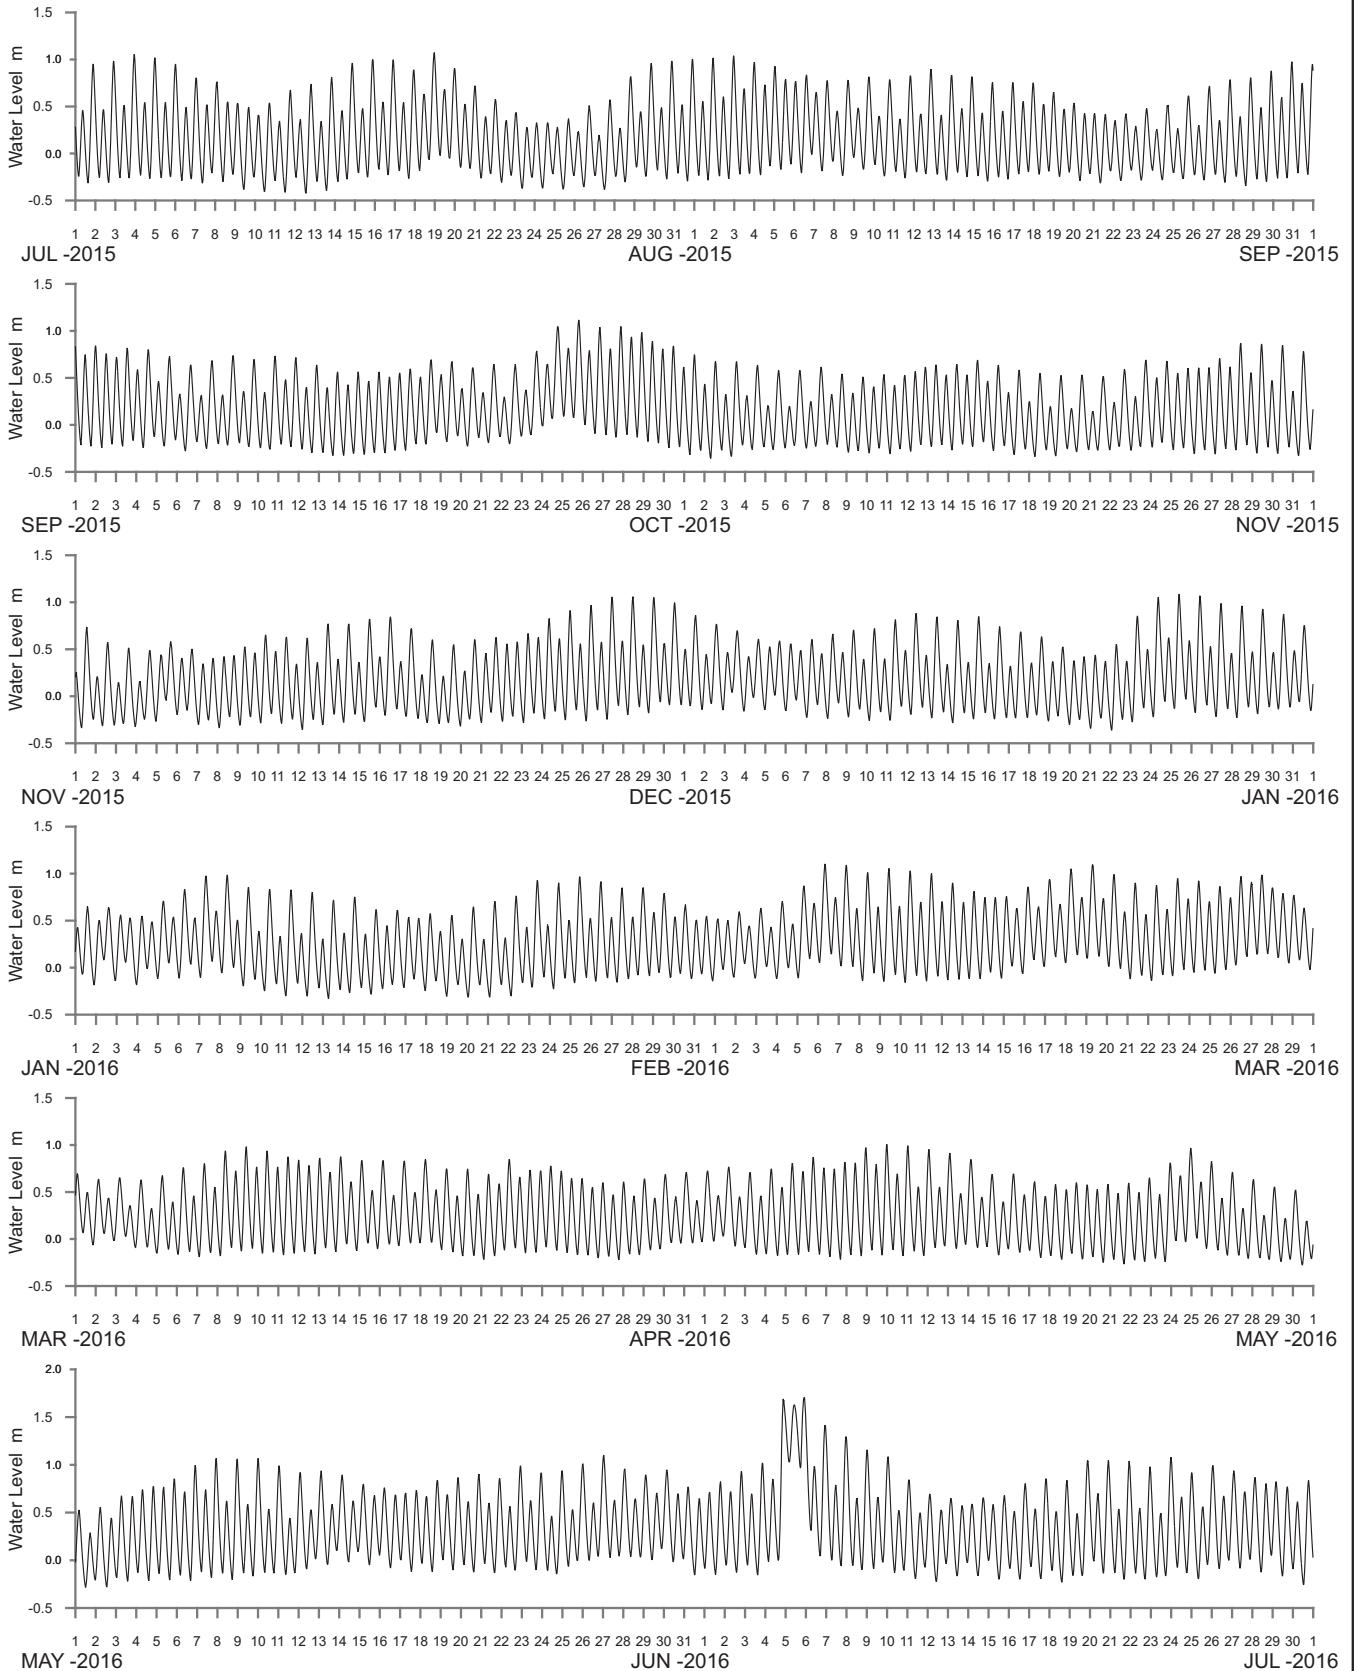 1.5
1.0
0.5
0.0
-0.5
Water Level m
1 2 3 4 5 6 7 8 9 10 11 12 13 14 15 16 17 18 19 20 21 22 23 24 25 26 27 28 29 30 31 1 2 3 4 5 6 7 8 9 10 11 12 13 14 15 16 17 18 19 20 21 22 23 24 25 26 27 28 29 30 31 1
JUL -2015 AUG -2015 SEP -2015
1.5
1.0
0.5
0.0
-0.5
Water Level m
1 2 3 4 5 6 7 8 9 10 11 12 13 14 15 16 17 18 19 20 21 22 23 24 25 26 27 28 29 30 1 2 3 4 5 6 7 8 9 10 11 12 13 14 15 16 17 18 19 20 21 22 23 24 25 26 27 28 29 30 31 1
SEP -2015 OCT -2015 NOV -2015
1.5
1.0
0.5
0.0
-0.5
Water Level m
1 2 3 4 5 6 7 8 9 10 11 12 13 14 15 16 17 18 19 20 21 22 23 24 25 26 27 28 29 30 1 2 3 4 5 6 7 8 9 10 11 12 13 14 15 16 17 18 19 20 21 22 23 24 25 26 27 28 29 30 31 1
NOV -2015 DEC -2015 JAN -2016
1.5
1.0
0.5
0.0
-0.5
Water Level m
1 2 3 4 5 6 7 8 9 10 11 12 13 14 15 16 17 18 19 20 21 22 23 24 25 26 27 28 29 30 31 1 2 3 4 5 6 7 8 9 10 11 12 13 14 15 16 17 18 19 20 21 22 23 24 25 26 27 28 29 1
JAN -2016 FEB -2016 MAR -2016
1.5
1.0
0.5
0.0
-0.5
Water Level m
1 2 3 4 5 6 7 8 9 10 11 12 13 14 15 16 17 18 19 20 21 22 23 24 25 26 27 28 29 30 31 1 2 3 4 5 6 7 8 9 10 11 12 13 14 15 16 17 18 19 20 21 22 23 24 25 26 27 28 29 30 1
MAR -2016 APR -2016 MAY -2016
2.0
1.5
1.0
0.5
0.0
-0.5
Water Level m
1 2 3 4 5 6 7 8 9 10 11 12 13 14 15 16 17 18 19 20 21 22 23 24 25 26 27 28 29 30 31 1 2 3 4 5 6 7 8 9 10 11 12 13 14 15 16 17 18 19 20 21 22 23 24 25 26 27 28 29 30 1
MAY -2016 JUN -2016 JUL -2016